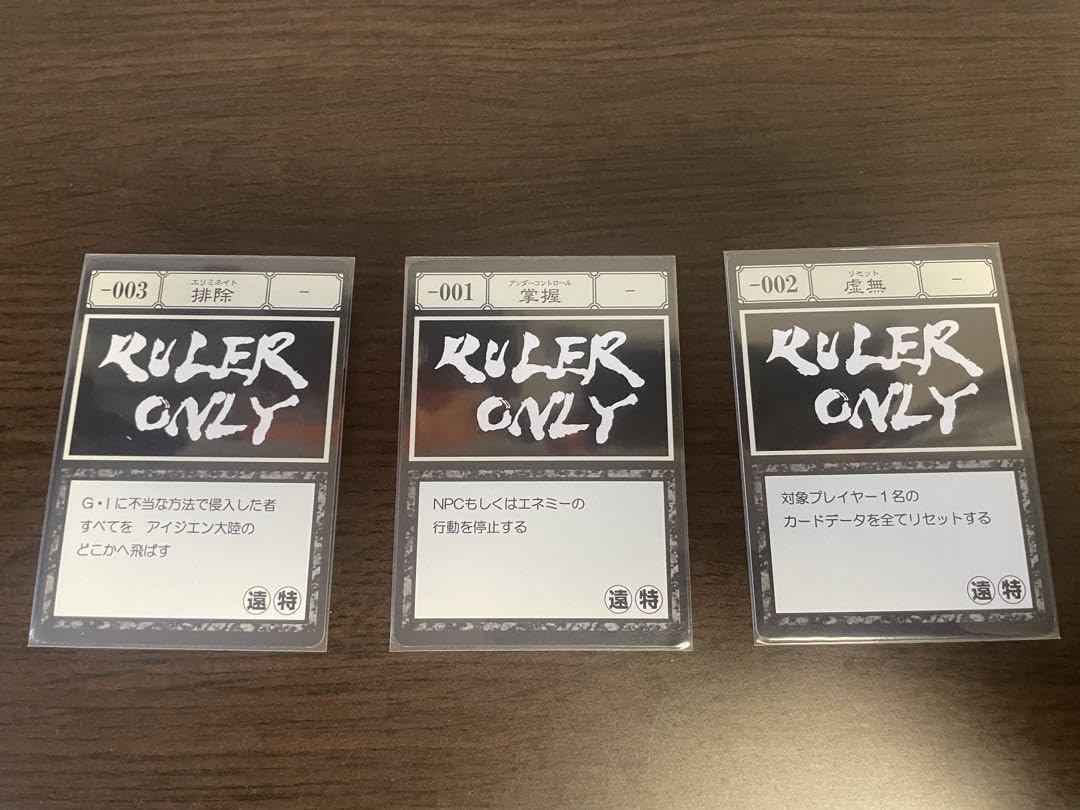 -003
エリミネイト
排除
–
RULER
ONLY
G・Iに不当な方法で侵入した者
すべてを　アイジエン大陸の
どこかへ飛ばす
遠 特
-001
アンダーコントロール
掌握
–
RULER
ONLY
NPCもしくはエネミーの
行動を停止する
遠 特
-002
リセット
虚無
–
RULER
ONLY
対象プレイヤー1名の
カードデータを全てリセットする
遠 特